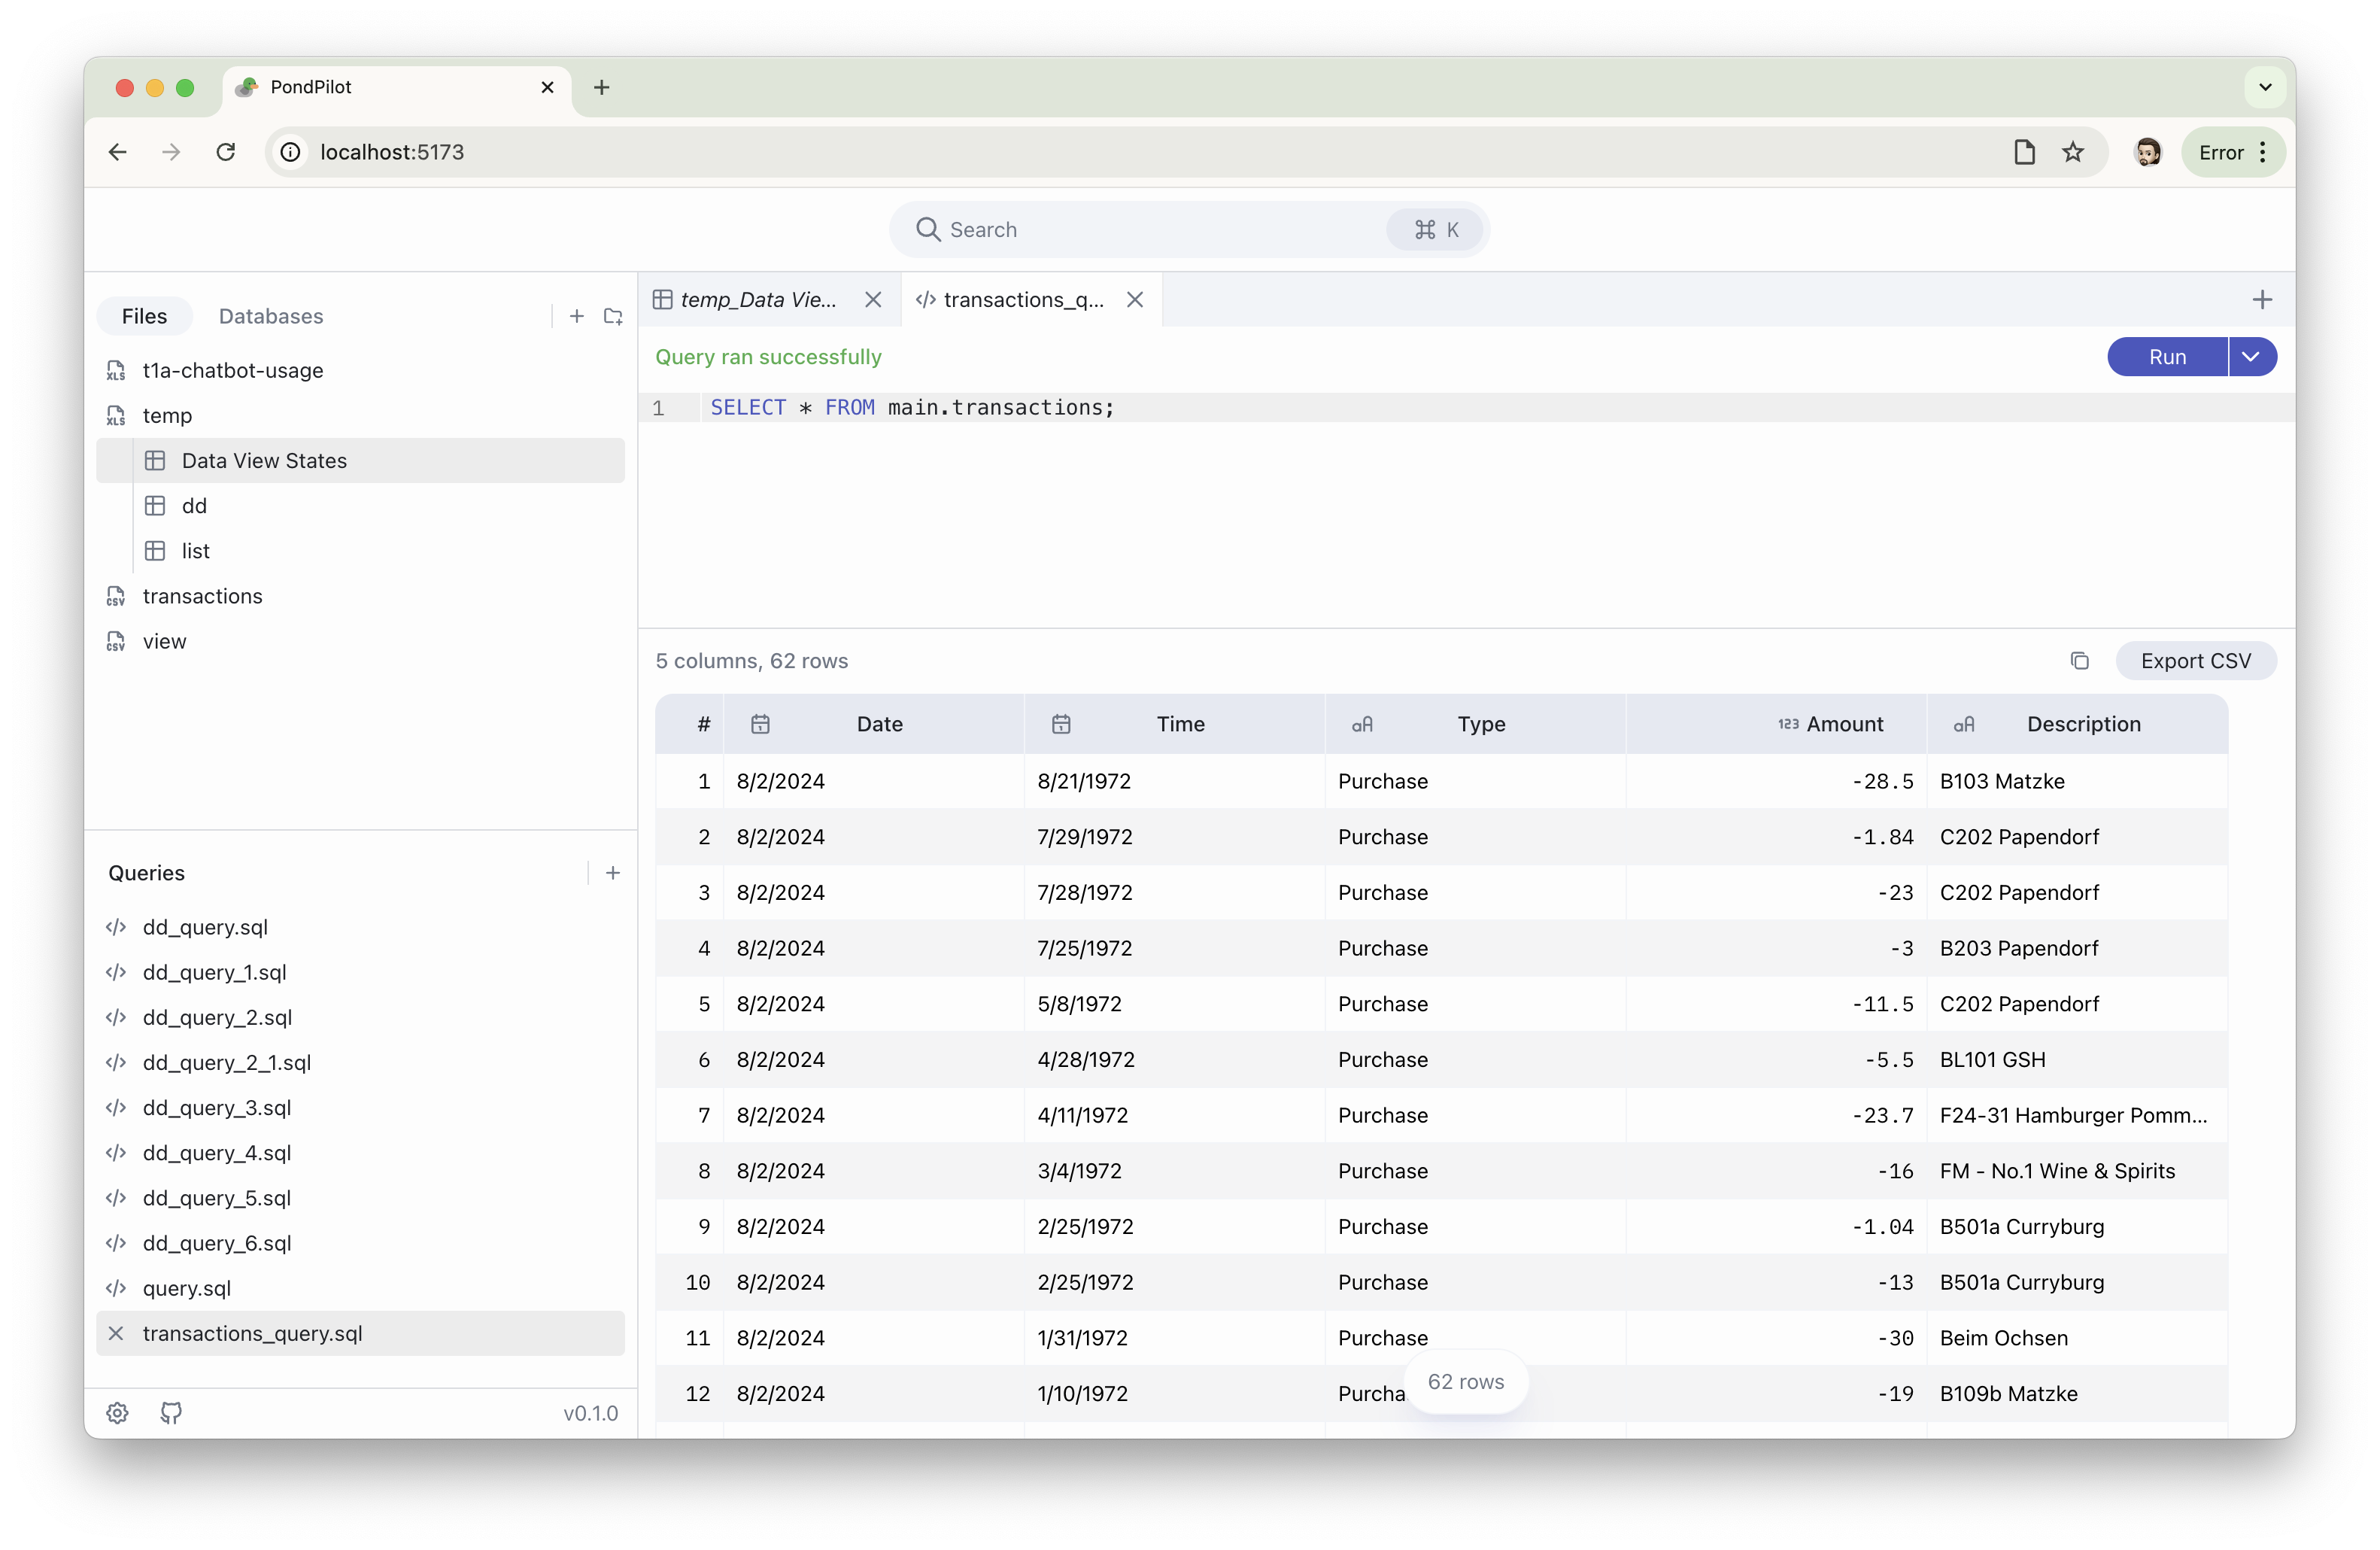 PondPilot
localhost:5173
Error
Search
⌘ K
Files Databases
t1a-chatbot-usage
temp
Data View States
dd
list
transactions
view
Queries
dd_query.sql
dd_query_1.sql
dd_query_2.sql
dd_query_2_1.sql
dd_query_3.sql
dd_query_4.sql
dd_query_5.sql
dd_query_6.sql
query.sql
transactions_query.sql
v0.1.0
temp_Data Vie... transactions_q...
Query ran successfully
Run
1 SELECT * FROM main.transactions;
5 columns, 62 rows
Export CSV
# Date Time Type Amount Description
1 8/2/2024 8/21/1972 Purchase -28.5 B103 Matzke
2 8/2/2024 7/29/1972 Purchase -1.84 C202 Papendorf
3 8/2/2024 7/28/1972 Purchase -23 C202 Papendorf
4 8/2/2024 7/25/1972 Purchase -3 B203 Papendorf
5 8/2/2024 5/8/1972 Purchase -11.5 C202 Papendorf
6 8/2/2024 4/28/1972 Purchase -5.5 BL101 GSH
7 8/2/2024 4/11/1972 Purchase -23.7 F24-31 Hamburger Pomm...
8 8/2/2024 3/4/1972 Purchase -16 FM - No.1 Wine & Spirits
9 8/2/2024 2/25/1972 Purchase -1.04 B501a Curryburg
10 8/2/2024 2/25/1972 Purchase -13 B501a Curryburg
11 8/2/2024 1/31/1972 Purchase -30 Beim Ochsen
12 8/2/2024 1/10/1972 Purcha -19 B109b Matzke
62 rows